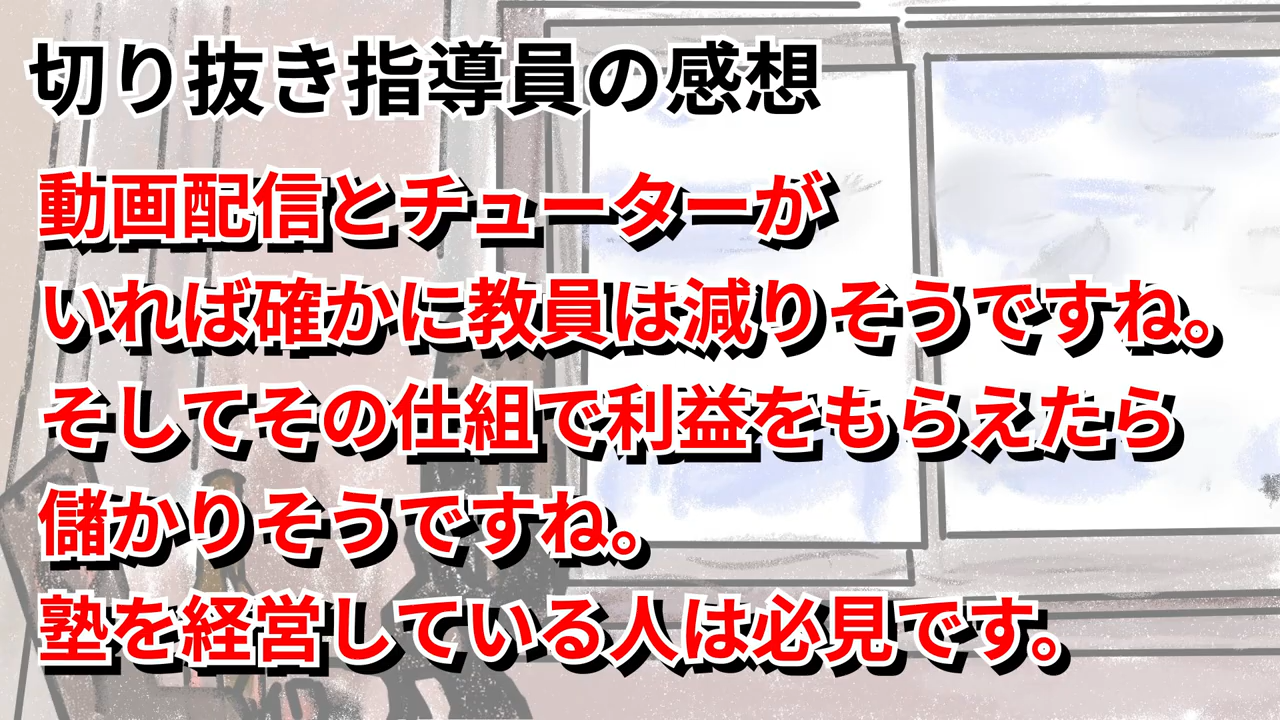 切り抜き指導員の感想
動画配信とチューターが
いれば確かに教員は減りそうですね。
そしてその仕組で利益をもらえたら
儲かりそうですね。
塾を経営している人は必見です。